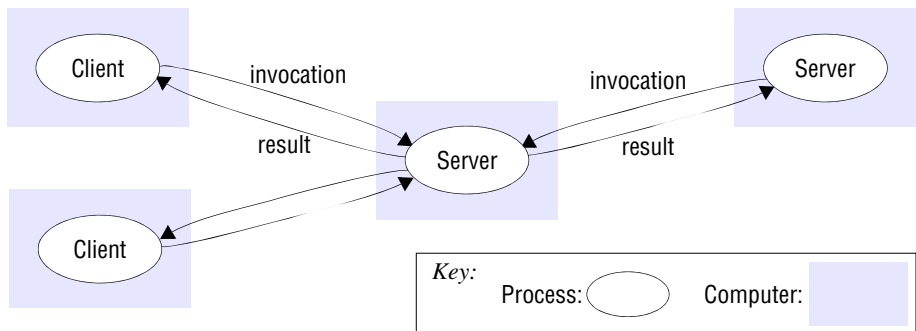 Client
invocation
result
Server
invocation
result
Server
Client
Key:
Process:
Computer: